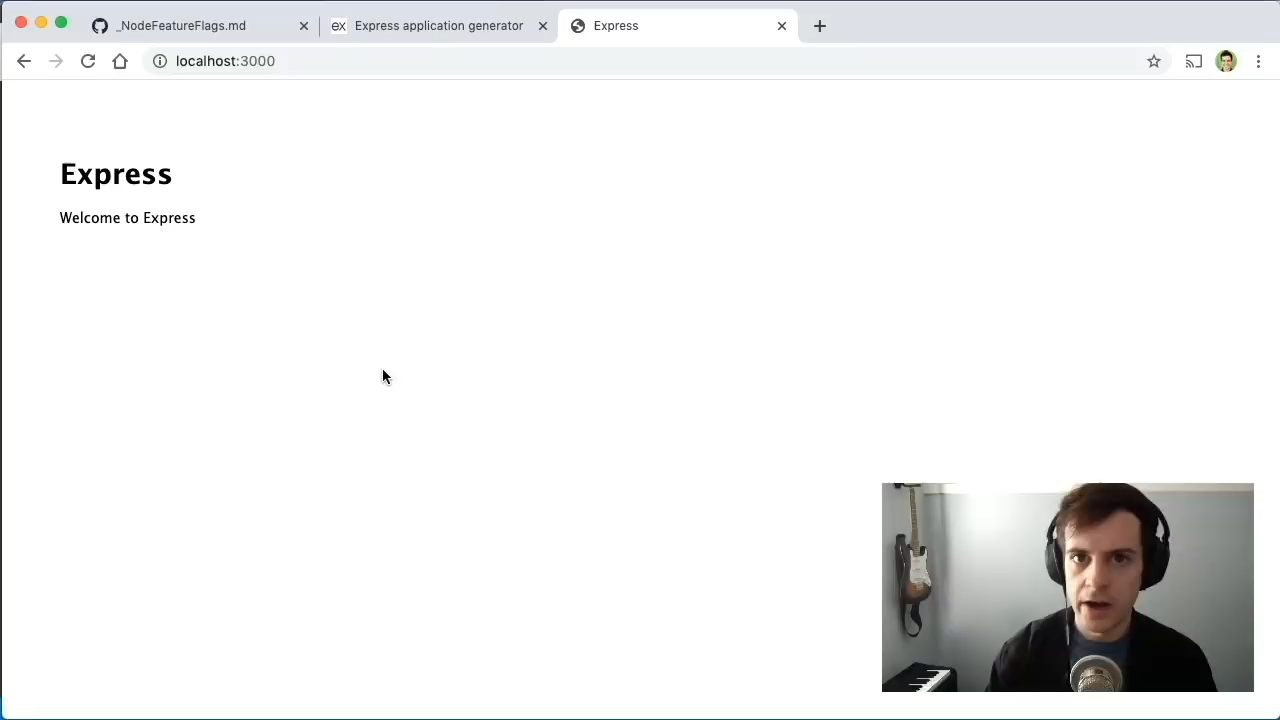 _NodeFeatureFlags.md
ex Express application generator
Express
localhost:3000
Express
Welcome to Express